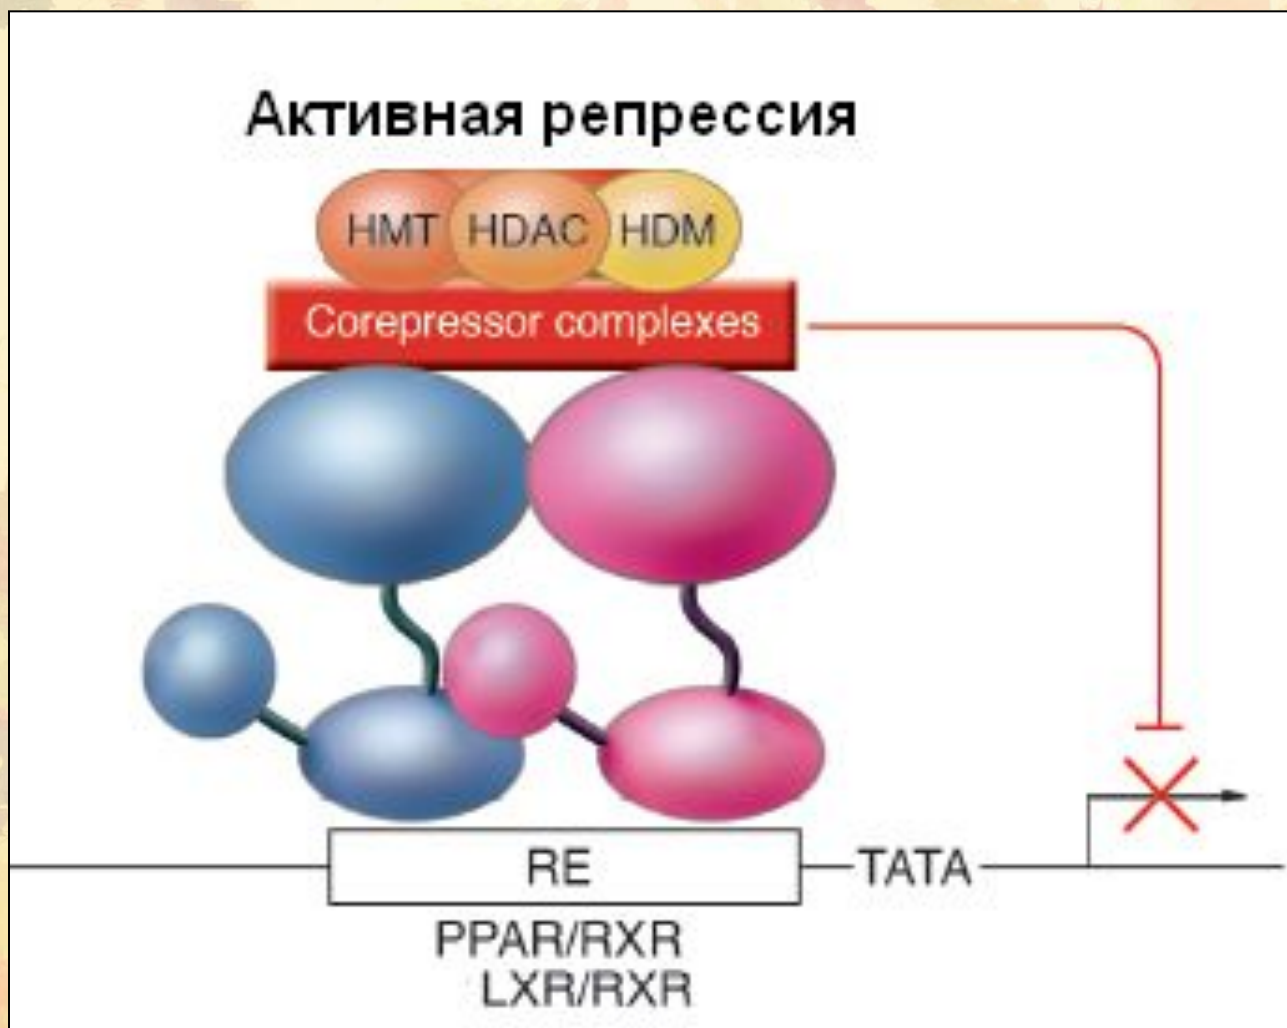 Активная репрессия
HMT HDAC HDM
Corepressor complexes
RE TATA
PPAR/RXR
LXR/RXR